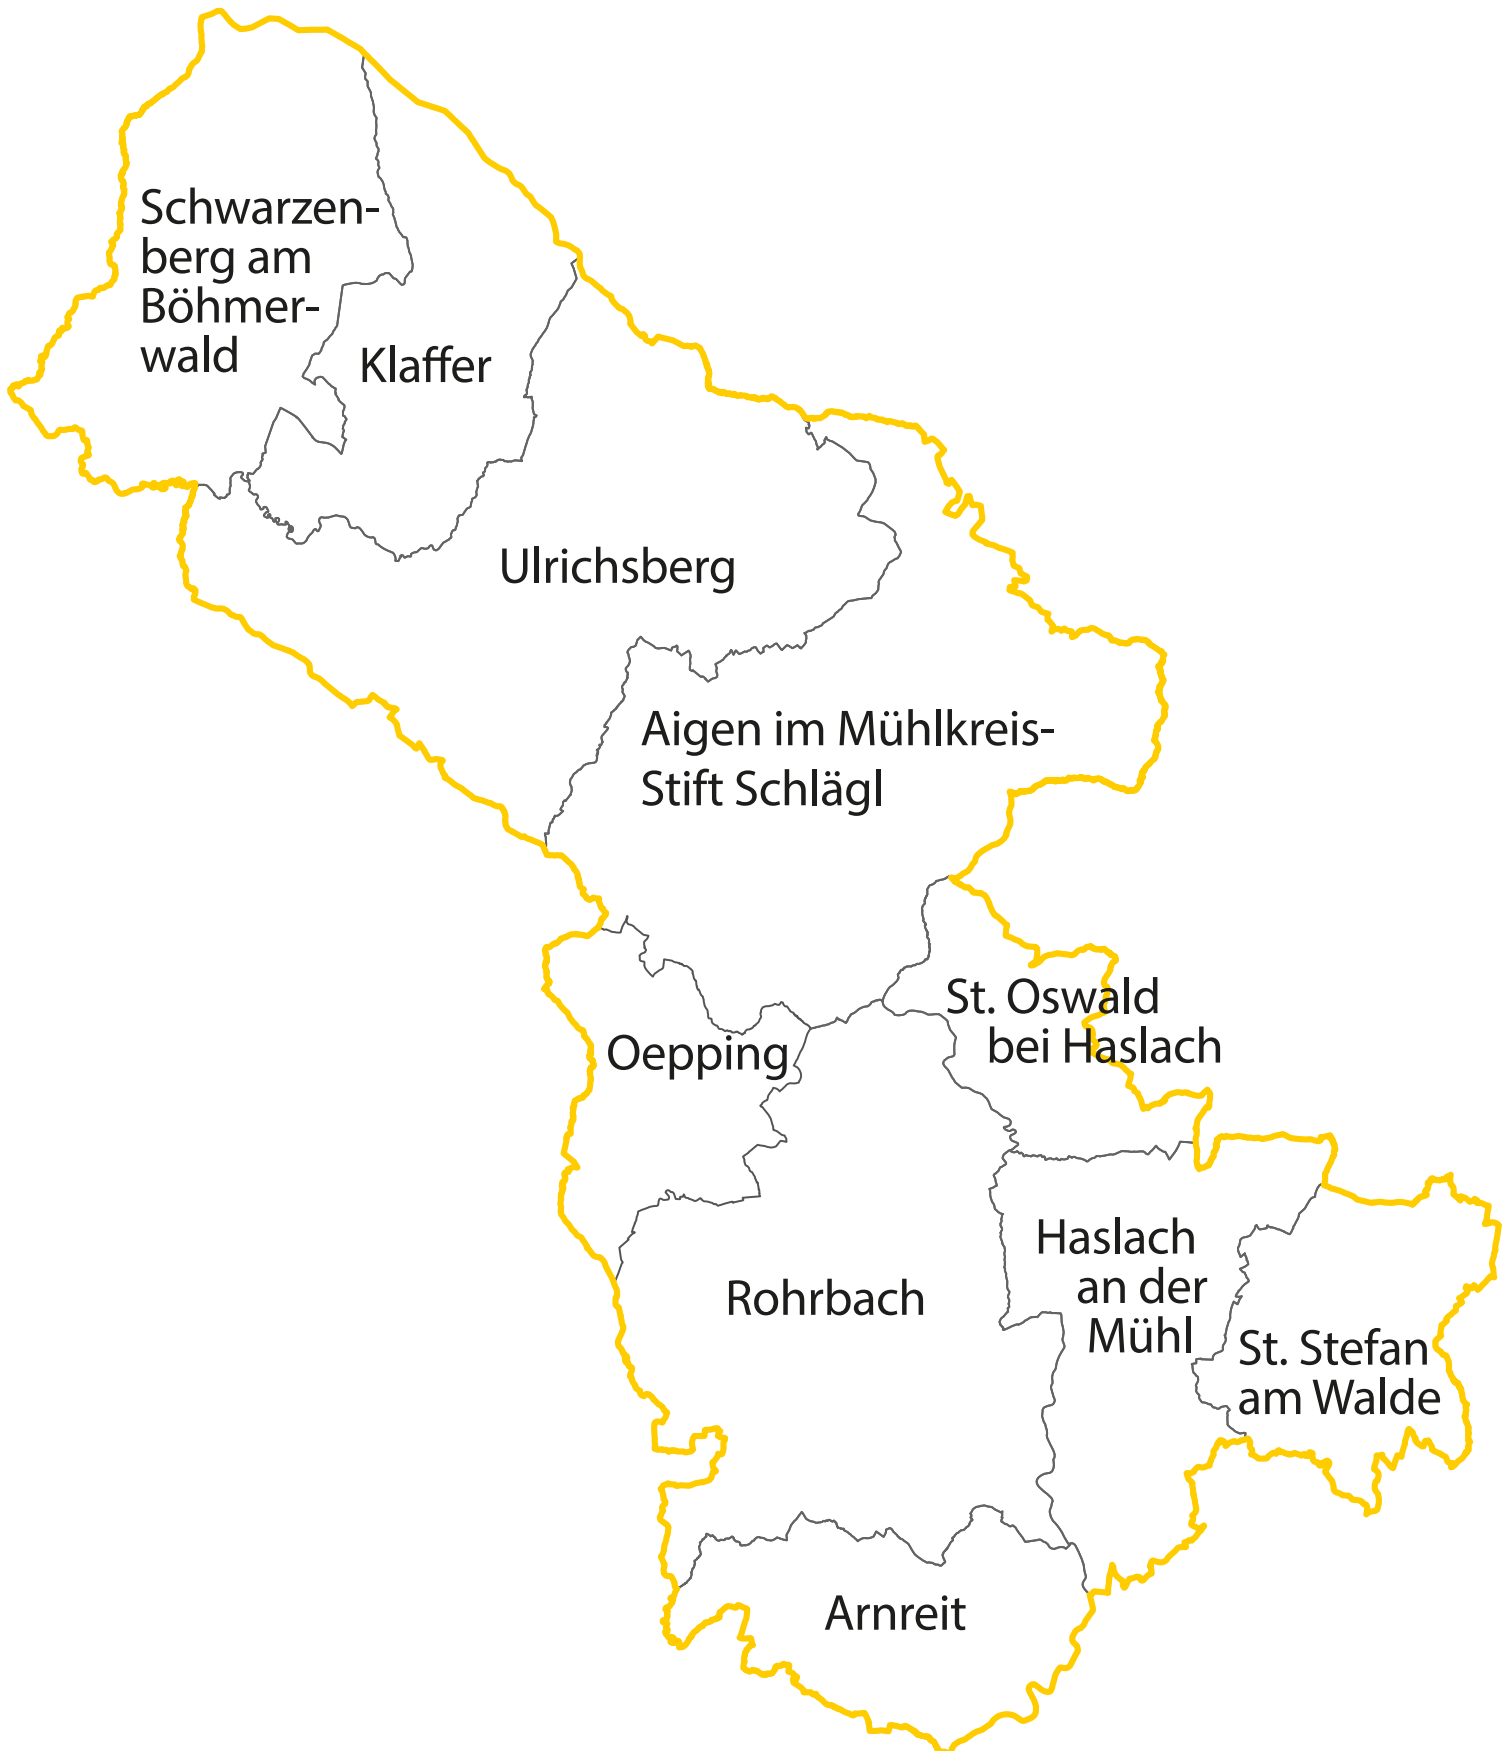 Schwarzen-
berg am
Böhmer-
wald
Klaffer
Ulrichsberg
Aigen im Mühlkreis-
Stift Schlägl
St. Oswald
bei Haslach
Oepping
Haslach
an der
Mühl
Rohrbach
St. Stefan
am Walde
Arnreit